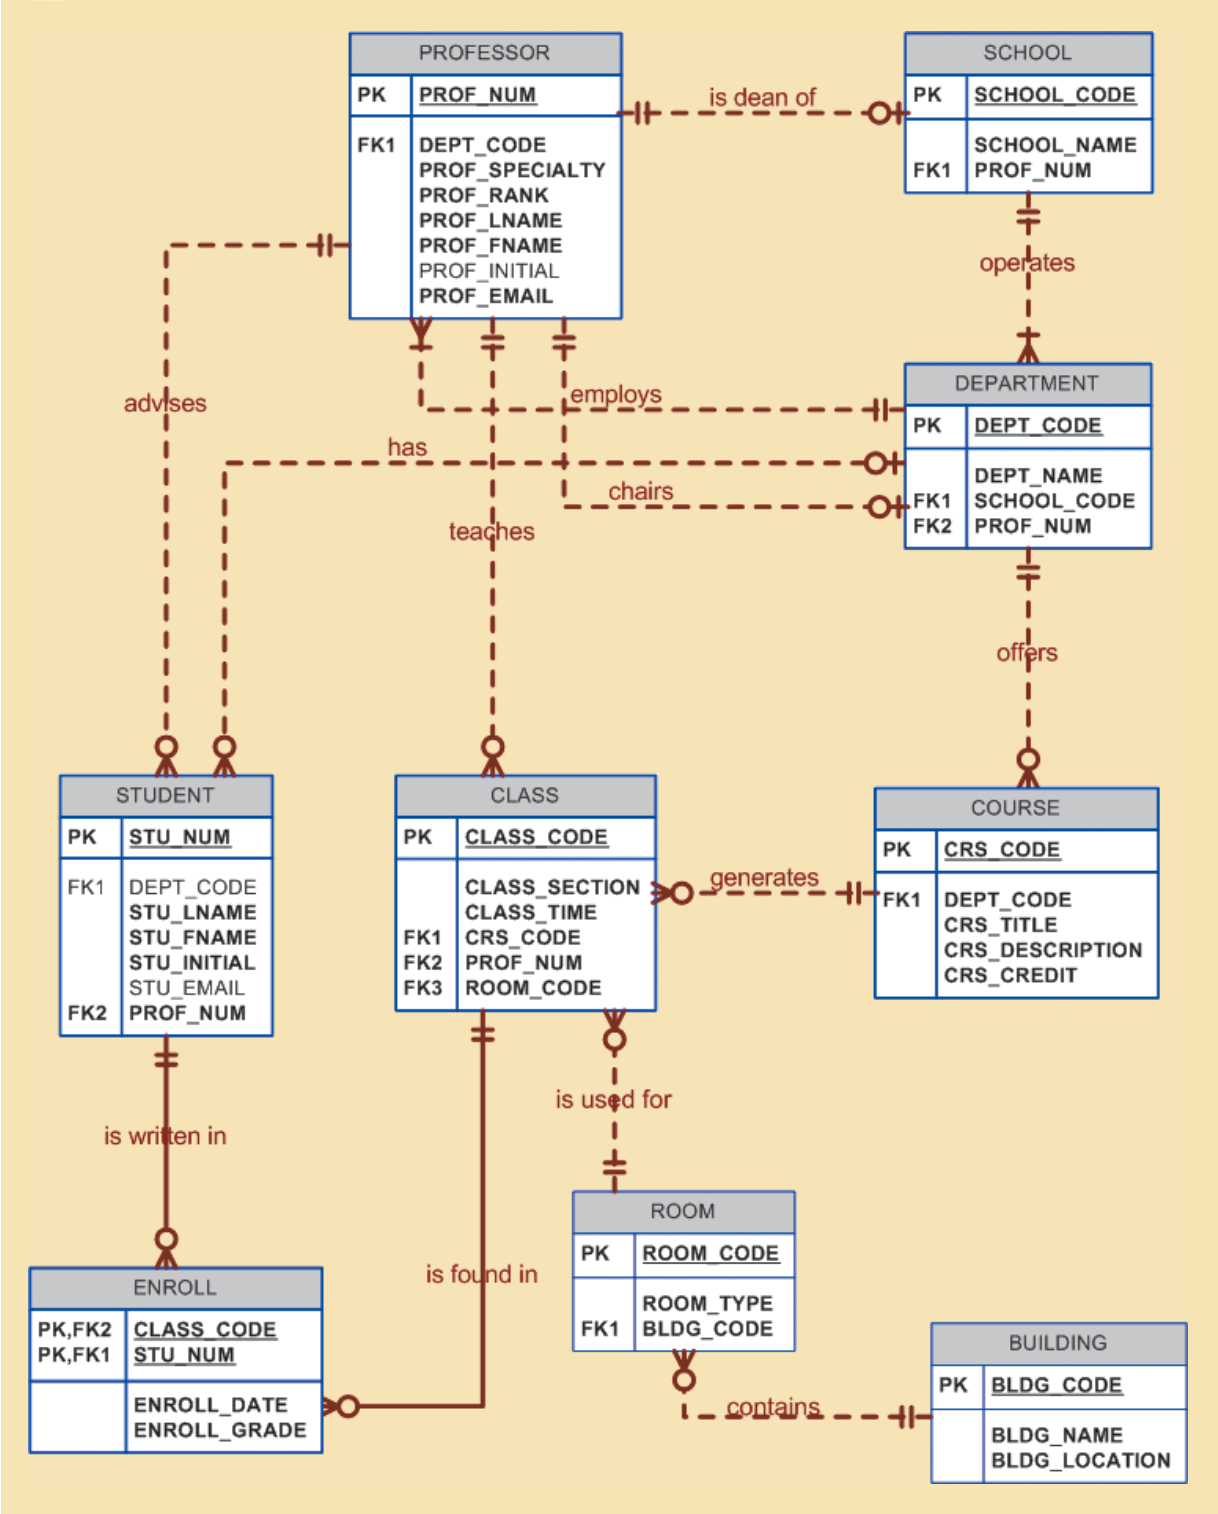 PROFESSOR
PK PROF_NUM
FK1 DEPT_CODE
PROF_SPECIALTY
PROF_RANK
PROF_LNAME
PROF_FNAME
PROF_INITIAL
PROF_EMAIL
is dean of
SCHOOL
PK SCHOOL_CODE
SCHOOL_NAME
FK1 PROF_NUM
operates
advises
employs
has
chairs
teaches
DEPARTMENT
PK DEPT_CODE
DEPT_NAME
FK1 SCHOOL_CODE
FK2 PROF_NUM
offers
STUDENT
PK STU_NUM
FK1 DEPT_CODE
STU_LNAME
STU_FNAME
STU_INITIAL
STU_EMAIL
FK2 PROF_NUM
CLASS
PK CLASS_CODE
CLASS_SECTION
CLASS_TIME
FK1 CRS_CODE
FK2 PROF_NUM
FK3 ROOM_CODE
generates
COURSE
PK CRS_CODE
FK1 DEPT_CODE
CRS_TITLE
CRS_DESCRIPTION
CRS_CREDIT
is written in
is used for
is found in
ENROLL
PK,FK2 CLASS_CODE
PK,FK1 STU_NUM
ENROLL_DATE
ENROLL_GRADE
ROOM
PK ROOM_CODE
ROOM_TYPE
FK1 BLDG_CODE
contains
BUILDING
PK BLDG_CODE
BLDG_NAME
BLDG_LOCATION